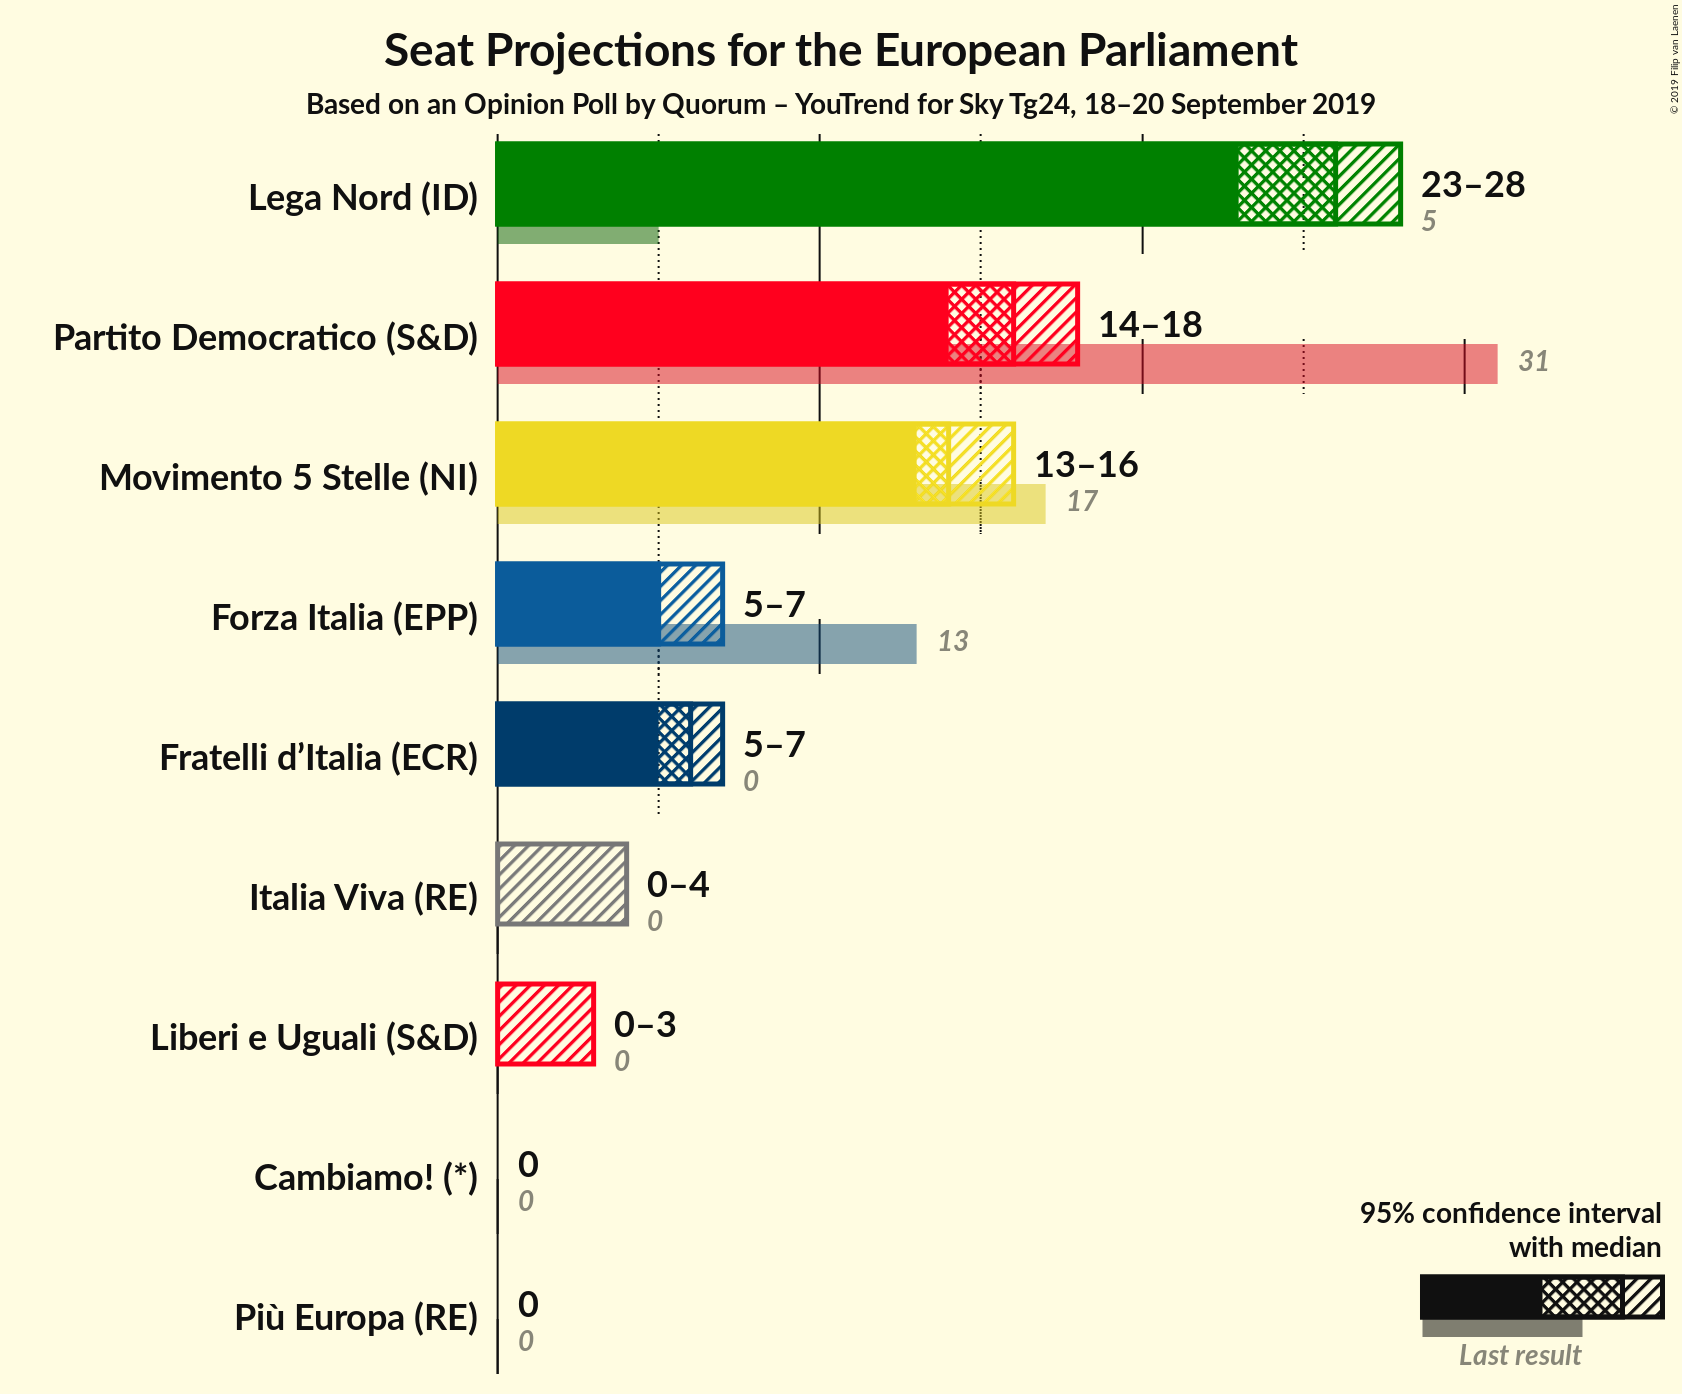 Seat Projections for the European Parliament
Based on an Opinion Poll by Quorum – YouTrend for Sky Tg24, 18–20 September 2019
© 2019 Filip van Laenen
Lega Nord (ID)
23–28
5
Partito Democratico (S&D)
14–18
31
Movimento 5 Stelle (NI)
13–16
17
Forza Italia (EPP)
5–7
13
Fratelli d’Italia (ECR)
5–7
0
Italia Viva (RE)
0–4
0
Liberi e Uguali (S&D)
0–3
0
Cambiamo! (*)
0
0
Più Europa (RE)
0
0
95% confidence interval
with median
Last result